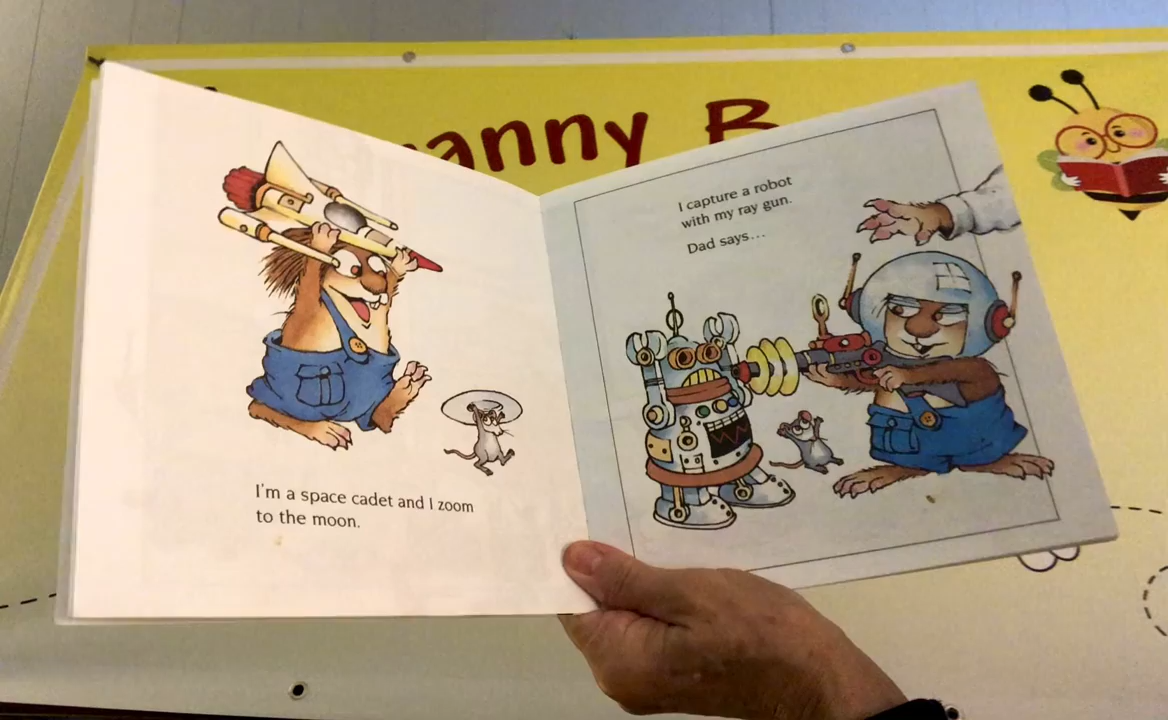 anny B
I'm a space cadet and I zoom
to the moon.
I capture a robot
with my ray gun.
Dad says...